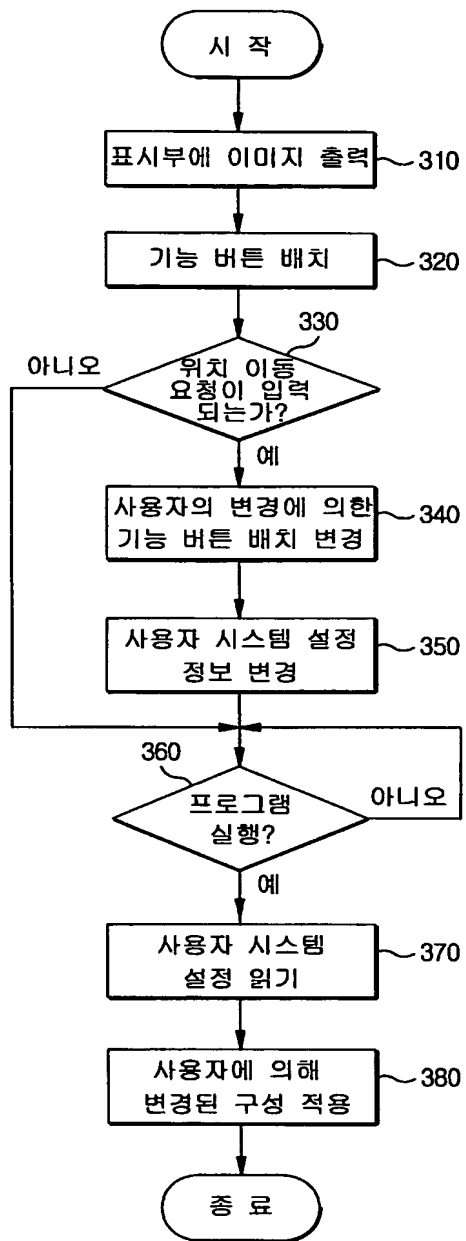 시 작
표시부에 이미지 출력
310
기능 버튼 배치
320
330
아니오
위치 이동
요청이 입력
되는가?
예
사용자의 변경에 의한
기능 버튼 배치 변경
340
사용자 시스템 설정
정보 변경
350
360
프로그램
실행?
아니오
예
사용자 시스템
설정 읽기
370
사용자에 의해
변경된 구성 적용
380
종 료